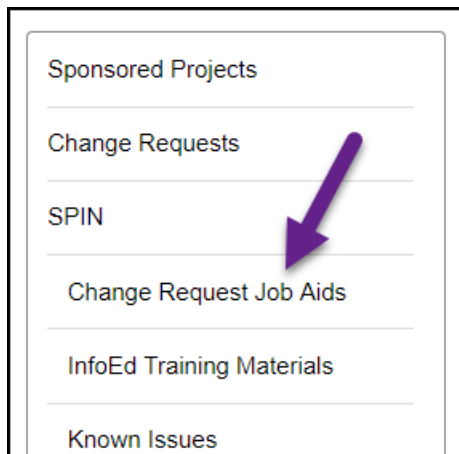 Sponsored Projects
Change Requests
SPIN
Change Request Job Aids
InfoEd Training Materials
Known Issues